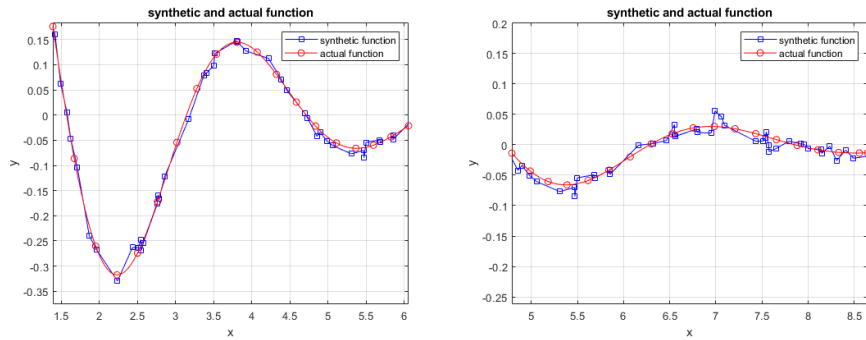 synthetic and actual function
synthetic function
actual function
0.15
0.1
0.05
0
-0.05
-0.1
-0.15
-0.2
-0.25
-0.3
-0.35
y
1.5 2 2.5 3 3.5 4 4.5 5 5.5 6
x
synthetic and actual function
synthetic function
actual function
0.2
0.15
0.1
0.05
0
-0.05
-0.1
-0.15
-0.2
-0.25
y
5 5.5 6 6.5 7 7.5 8 8.5
x